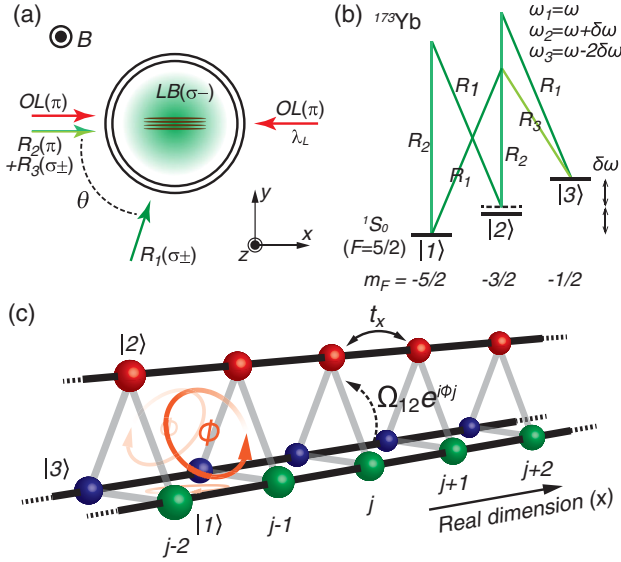 (a)
B
LB(σ−)
OL(π)
R2(π)
+R3(σ±)
θ
R1(σ±)
OL(π)
λL
y
z
x
(b)
¹⁷³Yb
ω1=ω
ω2=ω+δω
ω3=ω-2δω
R1
R1
R3
R2
R1
R2
δω
|3⟩
¹S₀
(F=5/2)
|1⟩
|2⟩
mF = -5/2
-3/2
-1/2
(c)
tx
|2⟩
Ω12e^iΦj
Φ
Φ
|3⟩
|1⟩
j-2
j-1
j
j+1
j+2
Real dimension (x)